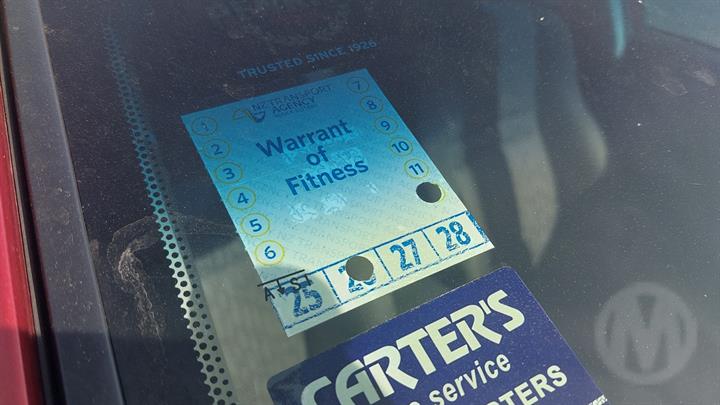 TRUSTED SINCE 1926
NZ TRANSPORT
AGENCY
Warrant
of
Fitness
1
2
3
4
5
6
7
8
9
10
11
25
27
28
CARTER'S
service
M